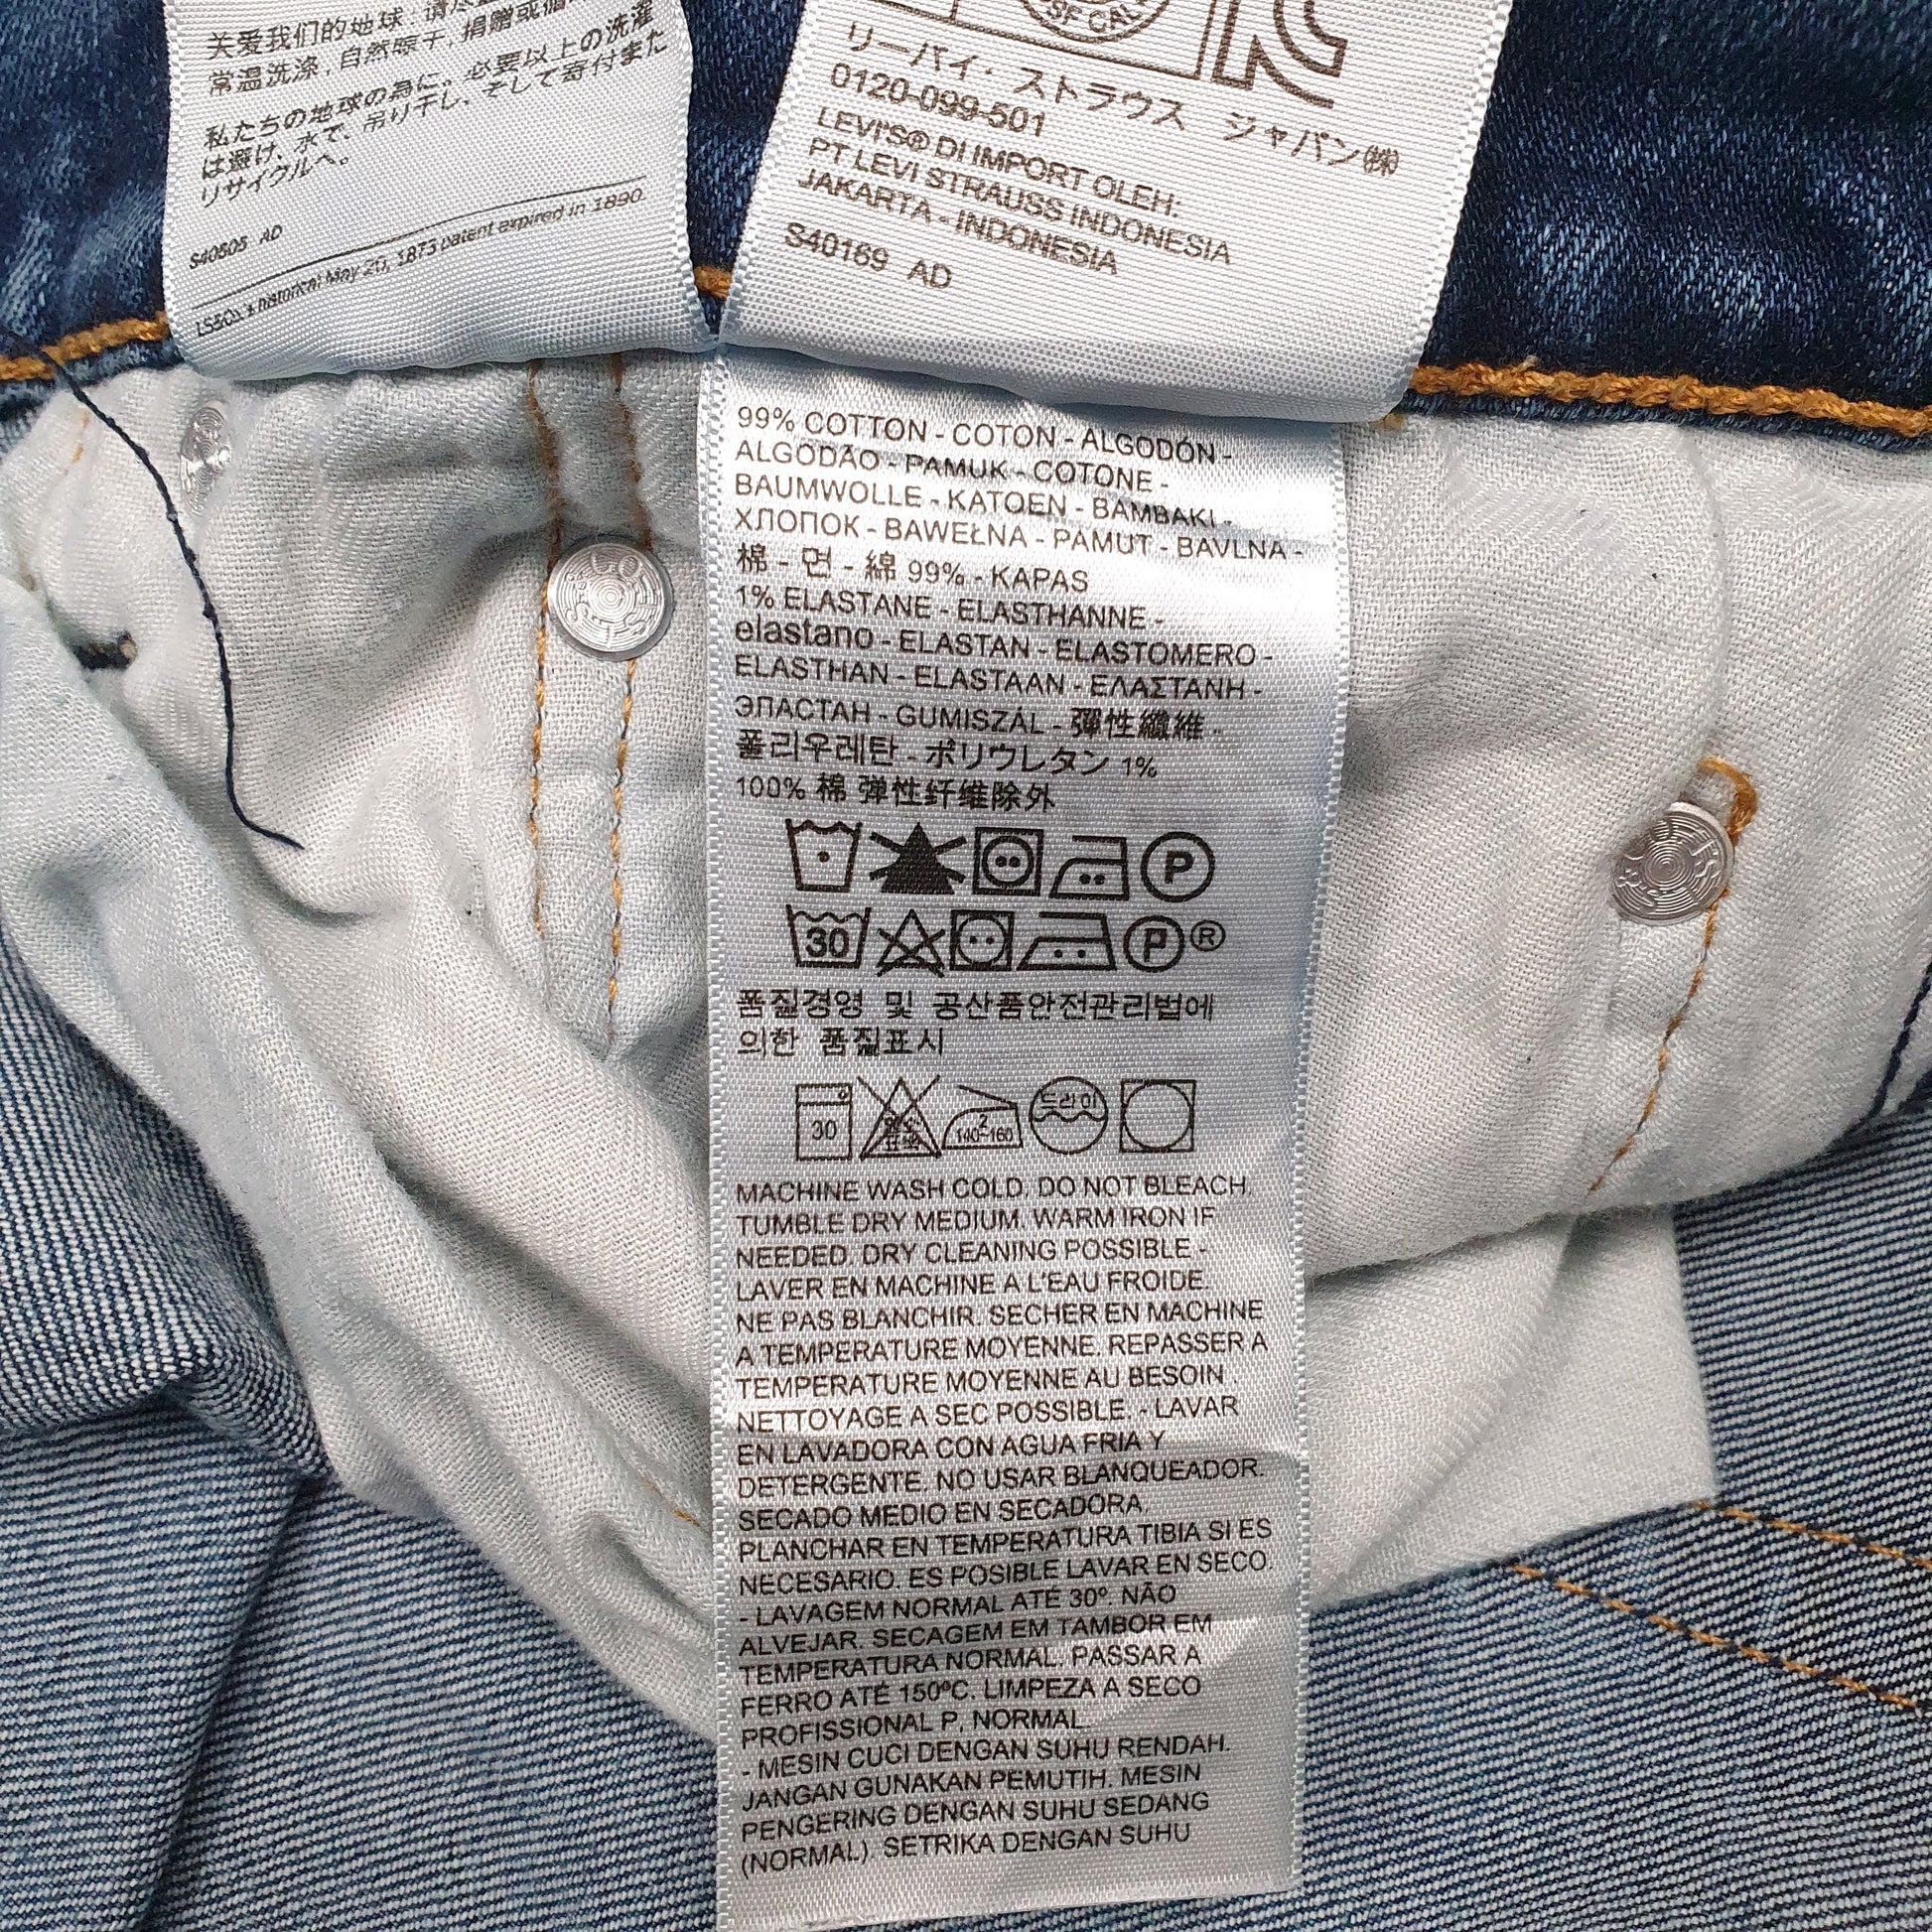 关爱我们的地球
常温洗涤,自然晾干,捐赠或循
私たちの地球の為に。必要以上の洗濯
は避け、水で、吊り干し、そして寄付また
リサイクルへ。
S40505 AD
historical May 20, 1873 patent expired in 1890.
SF CAL
リーバイ・ストラウス ジャパン㈱
0120-099-501
LEVI'S® DI IMPORT OLEH:
PT LEVI STRAUSS INDONESIA
JAKARTA - INDONESIA
S40169 AD
99% COTTON - COTON - ALGODÓN -
ALGODÃO - PAMUK - COTONE -
BAUMWOLLE - KATOEN - BAMBAKI -
ХЛОПОК - BAWEŁNA - PAMUT - BAVLNA -
棉 - 면 - 綿 99% - KAPAS
1% ELASTANE - ELASTHANNE -
elastano - ELASTAN - ELASTOMERO -
ELASTHAN - ELASTAAN - ΕΛΑΣΤΑΝΗ -
ЭЛАСТАН - GUMISZÁL - 彈性纖維 -
폴리우레탄 - ポリウレタン 1%
100% 棉 弹性纤维除外
P
30 P ®
품질경영 및 공산품안전관리법에
의한 품질표시
30 2 140~160 드라이
MACHINE WASH COLD. DO NOT BLEACH.
TUMBLE DRY MEDIUM. WARM IRON IF
NEEDED. DRY CLEANING POSSIBLE -
LAVER EN MACHINE A L'EAU FROIDE.
NE PAS BLANCHIR. SECHER EN MACHINE
A TEMPERATURE MOYENNE. REPASSER A
TEMPERATURE MOYENNE AU BESOIN .
NETTOYAGE A SEC POSSIBLE. - LAVAR
EN LAVADORA CON AGUA FRIA Y
DETERGENTE. NO USAR BLANQUEADOR.
SECADO MEDIO EN SECADORA.
PLANCHAR EN TEMPERATURA TIBIA SI ES
NECESARIO. ES POSIBLE LAVAR EN SECO.
- LAVAGEM NORMAL ATÉ 30º. NÃO
ALVEJAR. SECAGEM EM TAMBOR EM
TEMPERATURA NORMAL. PASSAR A
FERRO ATÉ 150ºC. LIMPEZA A SECO
PROFISSIONAL P, NORMAL.
- MESIN CUCI DENGAN SUHU RENDAH.
JANGAN GUNAKAN PEMUTIH. MESIN
PENGERING DENGAN SUHU SEDANG
(NORMAL). SETRIKA DENGAN SUHU